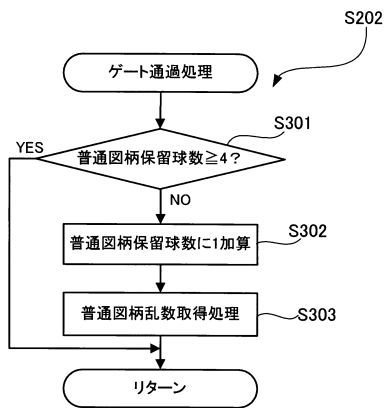 S202
ゲート通過処理
S301
YES
普通図柄保留球数≧4？
NO
S302
普通図柄保留球数に1加算
普通図柄乱数取得処理
S303
リターン